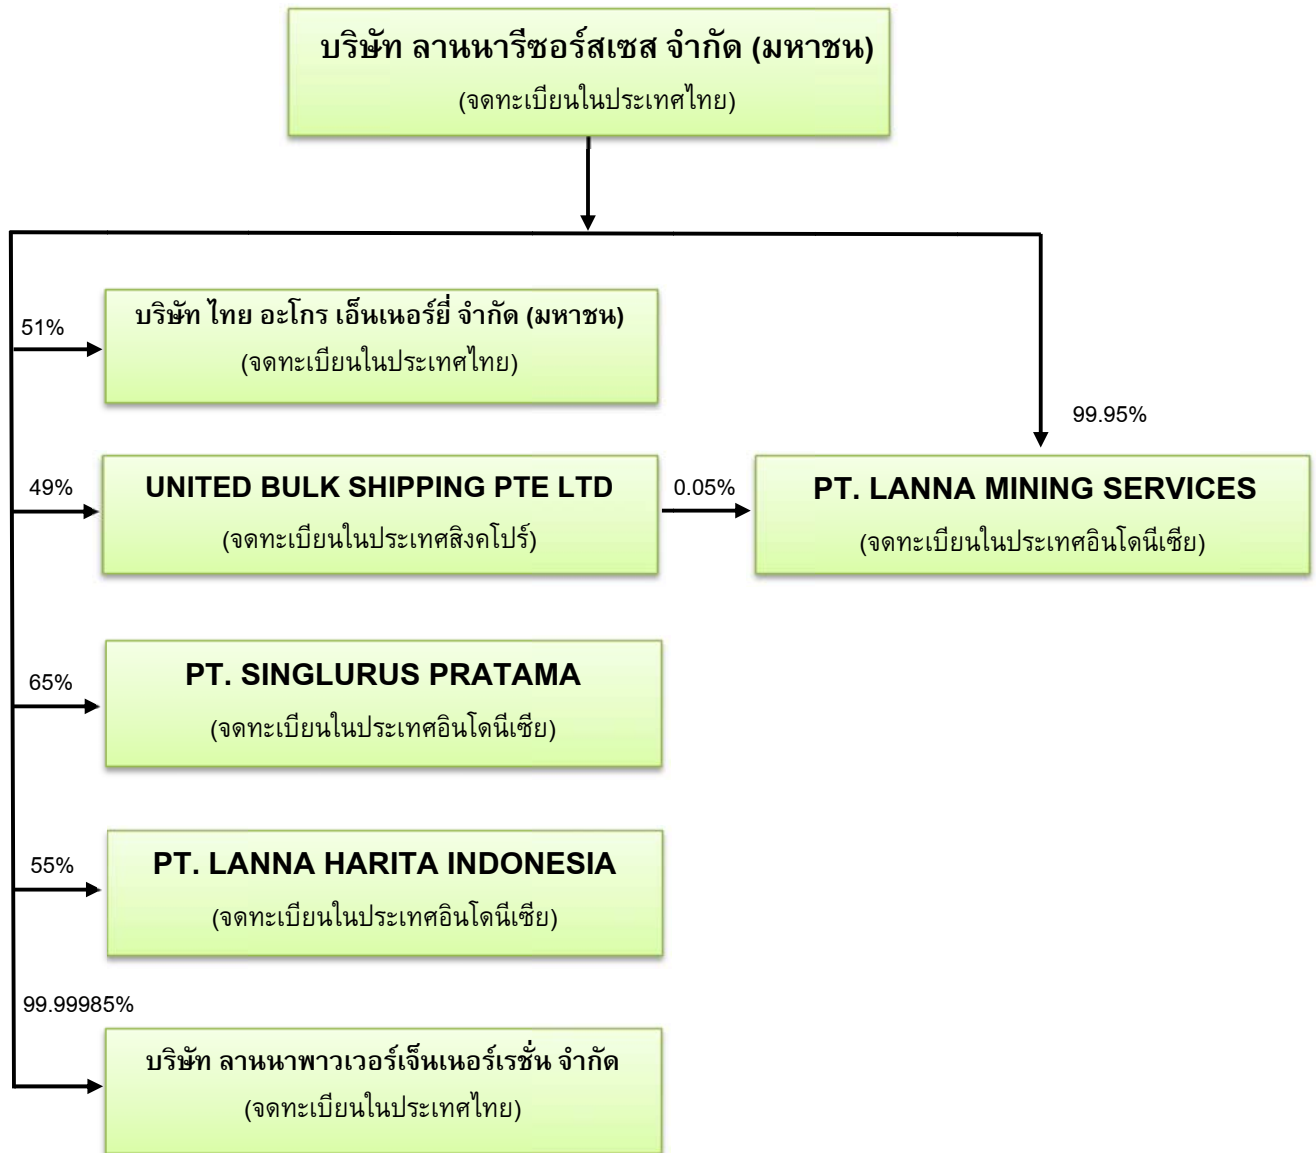 บริษัท ลานนารีซอร์สเซส จำกัด (มหาชน)
(จดทะเบียนในประเทศไทย)
51%
บริษัท ไทย อะโกร เอ็นเนอร์ยี่ จำกัด (มหาชน)
(จดทะเบียนในประเทศไทย)
99.95%
49%
UNITED BULK SHIPPING PTE LTD
(จดทะเบียนในประเทศสิงคโปร์)
0.05%
PT. LANNA MINING SERVICES
(จดทะเบียนในประเทศอินโดนีเซีย)
65%
PT. SINGLURUS PRATAMA
(จดทะเบียนในประเทศอินโดนีเซีย)
55%
PT. LANNA HARITA INDONESIA
(จดทะเบียนในประเทศอินโดนีเซีย)
99.99985%
บริษัท ลานนาพาวเวอร์เจ็นเนอร์เรชั่น จำกัด
(จดทะเบียนในประเทศไทย)